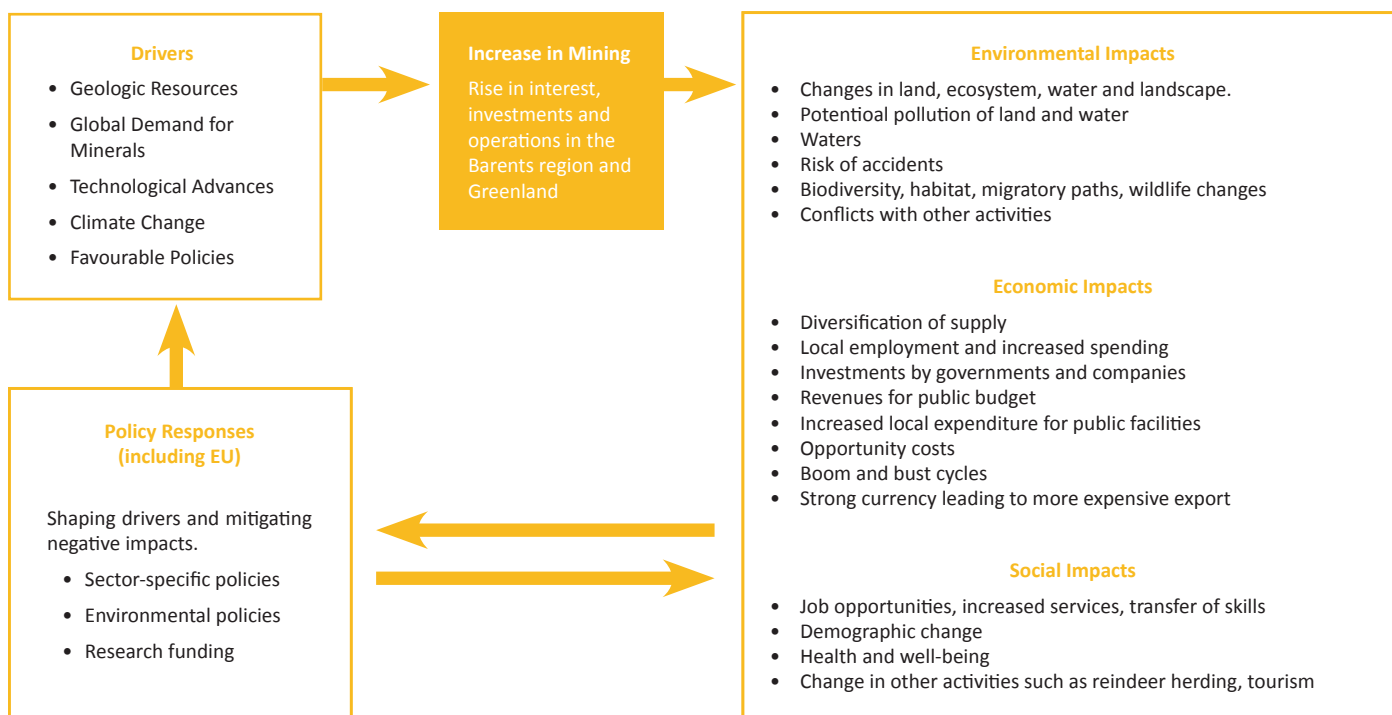 Drivers
• Geologic Resources
• Global Demand for
Minerals
• Technological Advances
• Climate Change
• Favourable Policies
Increase in Mining
Rise in interest,
investments and
operations in the
Barents region and
Greenland
Environmental Impacts
• Changes in land, ecosystem, water and landscape.
• Potentioal pollution of land and water
• Waters
• Risk of accidents
• Biodiversity, habitat, migratory paths, wildlife changes
• Conflicts with other activities
Economic Impacts
• Diversification of supply
• Local employment and increased spending
• Investments by governments and companies
• Revenues for public budget
• Increased local expenditure for public facilities
• Opportunity costs
• Boom and bust cycles
• Strong currency leading to more expensive export
Social Impacts
• Job opportunities, increased services, transfer of skills
• Demographic change
• Health and well-being
• Change in other activities such as reindeer herding, tourism
Policy Responses
(including EU)
Shaping drivers and mitigating
negative impacts.
• Sector-specific policies
• Environmental policies
• Research funding